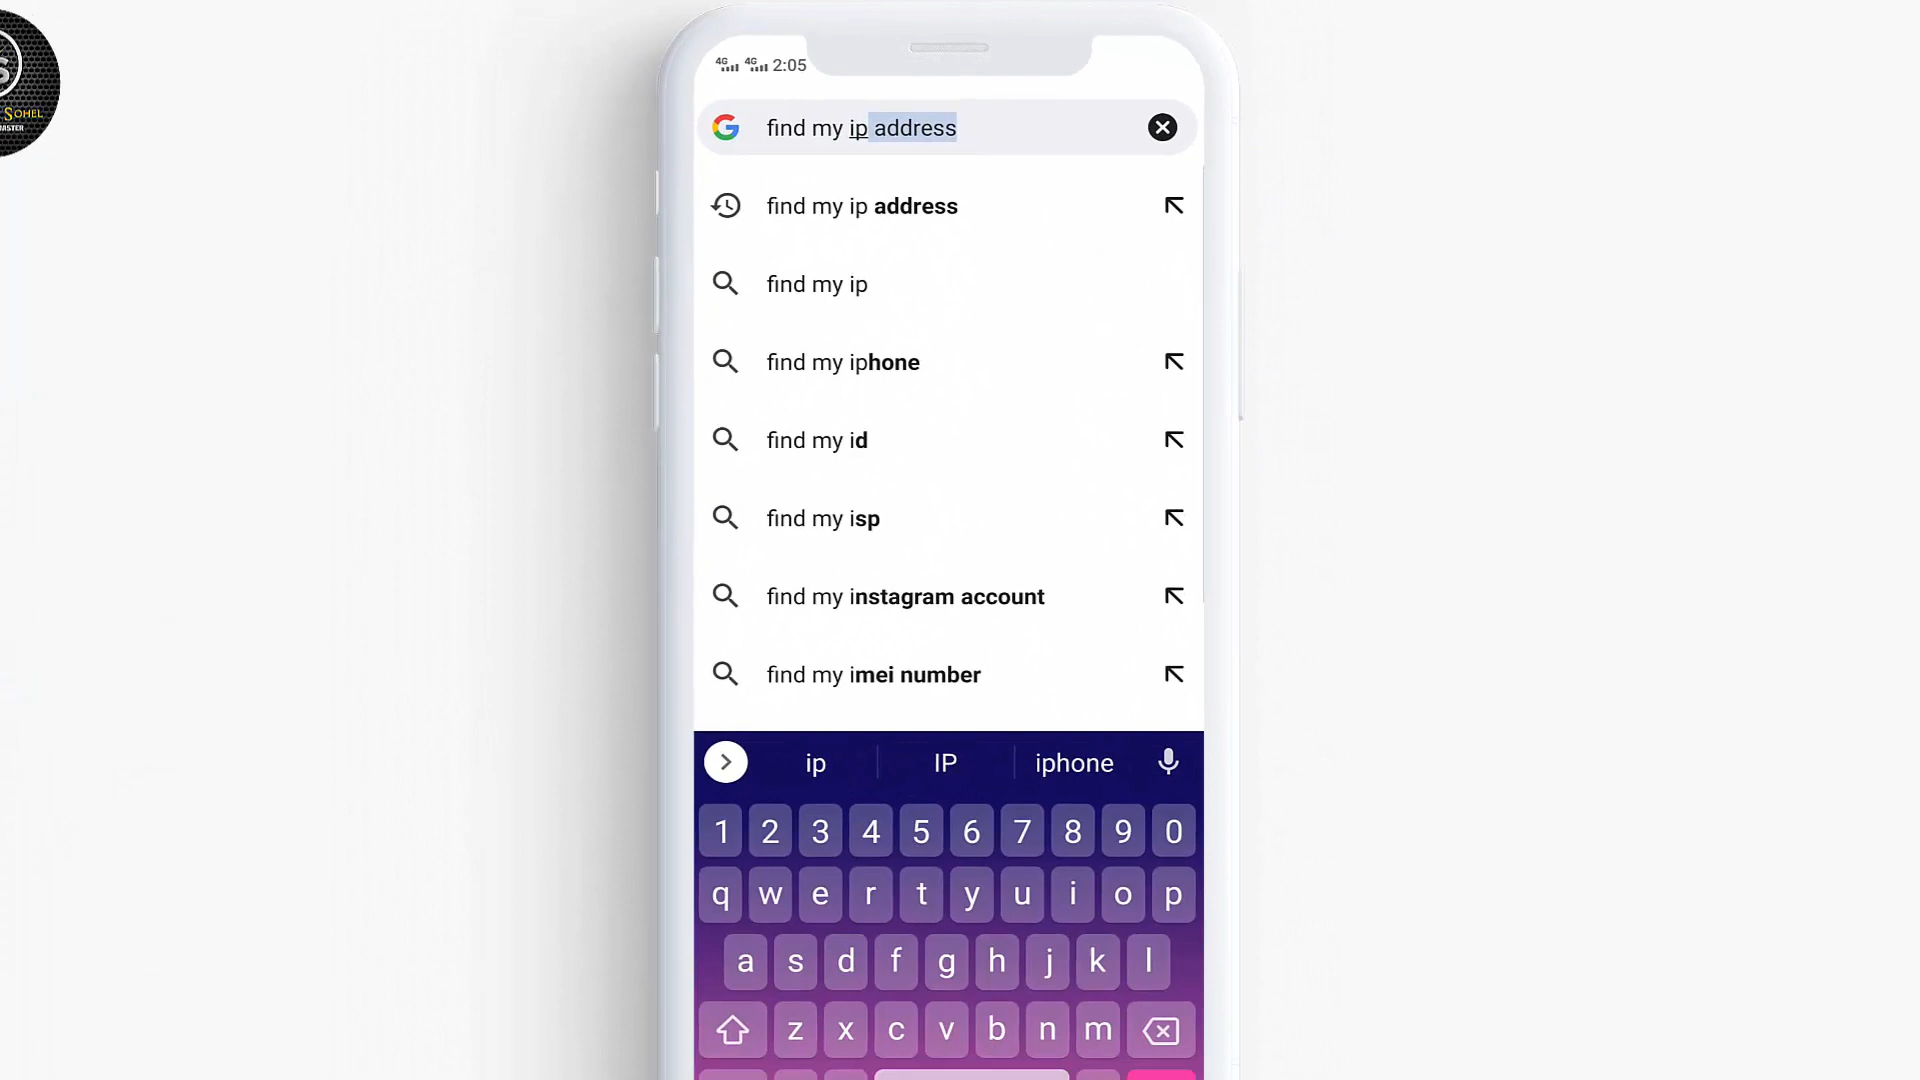 S
SOHEL
MASTER
4G 4G 2:05
find my ip address
find my ip address
find my ip
find my iphone
find my id
find my isp
find my instagram account
find my imei number
ip IP iphone
1 2 3 4 5 6 7 8 9 0
q w e r t y u i o p
a s d f g h j k l
z x c v b n m